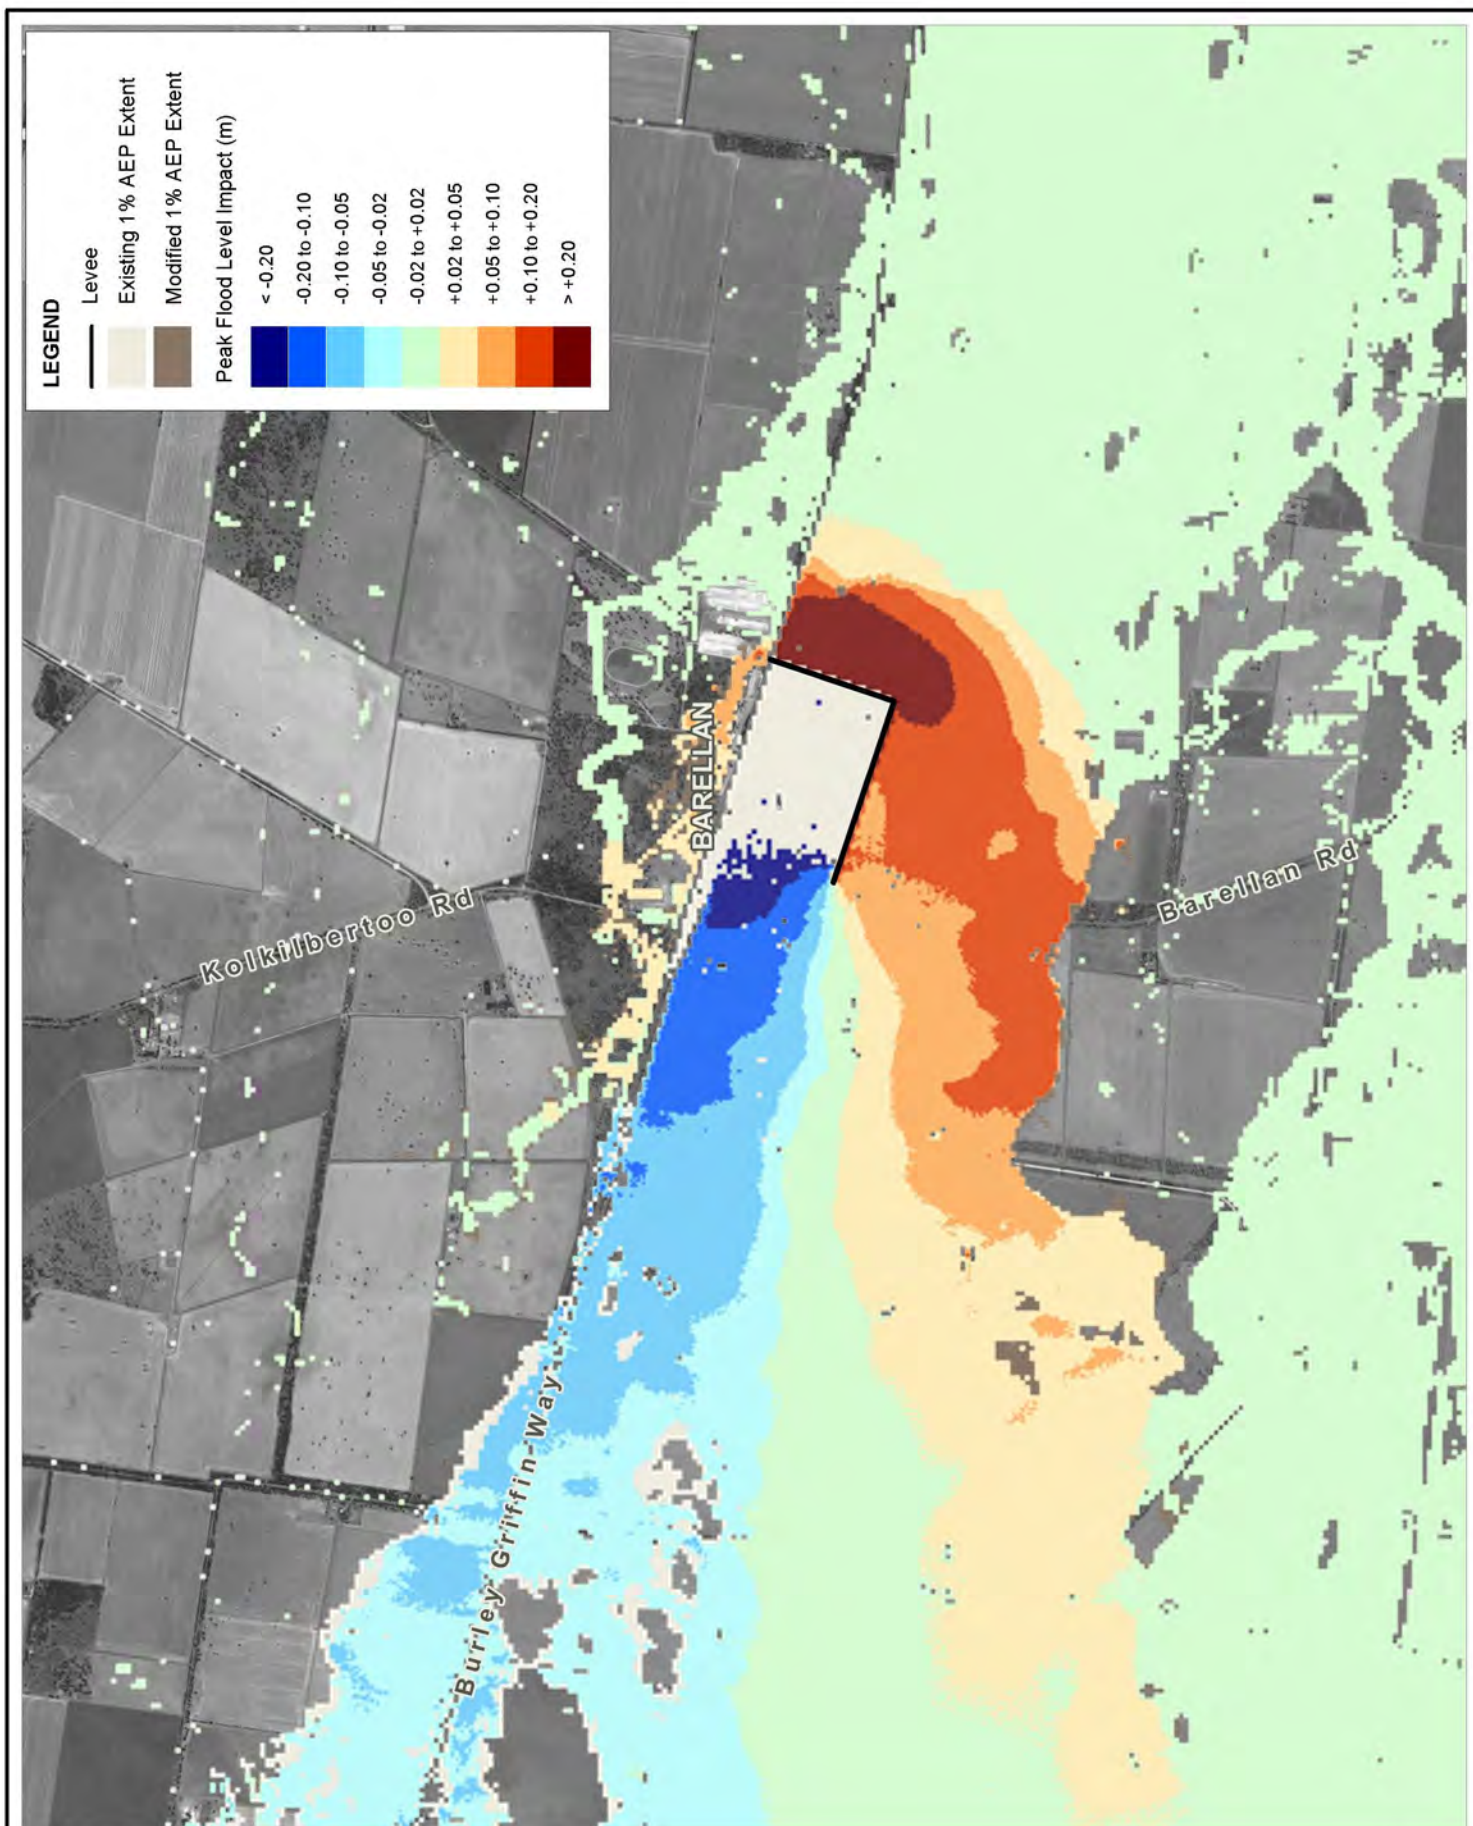 LEGEND
Levee
Existing 1% AEP Extent
Modified 1% AEP Extent
Peak Flood Level Impact (m)
< -0.20
-0.20 to -0.10
-0.10 to -0.05
-0.05 to -0.02
-0.02 to +0.02
+0.02 to +0.05
+0.05 to +0.10
+0.10 to +0.20
> +0.20
Kolkilbertoo Rd
BARELLAN
Barellan Rd
Burley Griffin Way